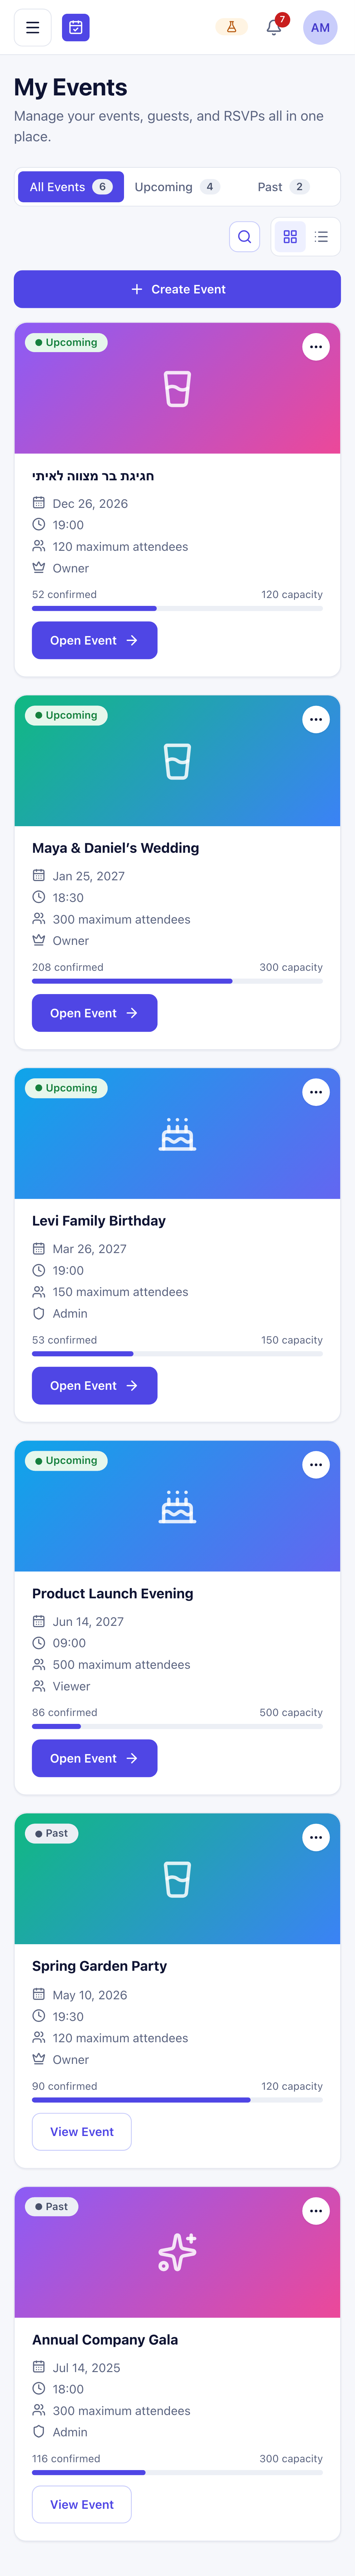 7
AM
My Events
Manage your events, guests, and RSVPs all in one
place.
All Events 6 Upcoming 4 Past 2
Create Event
Upcoming
חגיגת בר מצווה לאיתי
Dec 26, 2026
19:00
120 maximum attendees
Owner
52 confirmed 120 capacity
Open Event
Upcoming
Maya & Daniel’s Wedding
Jan 25, 2027
18:30
300 maximum attendees
Owner
208 confirmed 300 capacity
Open Event
Upcoming
Levi Family Birthday
Mar 26, 2027
19:00
150 maximum attendees
Admin
53 confirmed 150 capacity
Open Event
Upcoming
Product Launch Evening
Jun 14, 2027
09:00
500 maximum attendees
Viewer
86 confirmed 500 capacity
Open Event
Past
Spring Garden Party
May 10, 2026
19:30
120 maximum attendees
Owner
90 confirmed 120 capacity
View Event
Past
Annual Company Gala
Jul 14, 2025
18:00
300 maximum attendees
Admin
116 confirmed 300 capacity
View Event